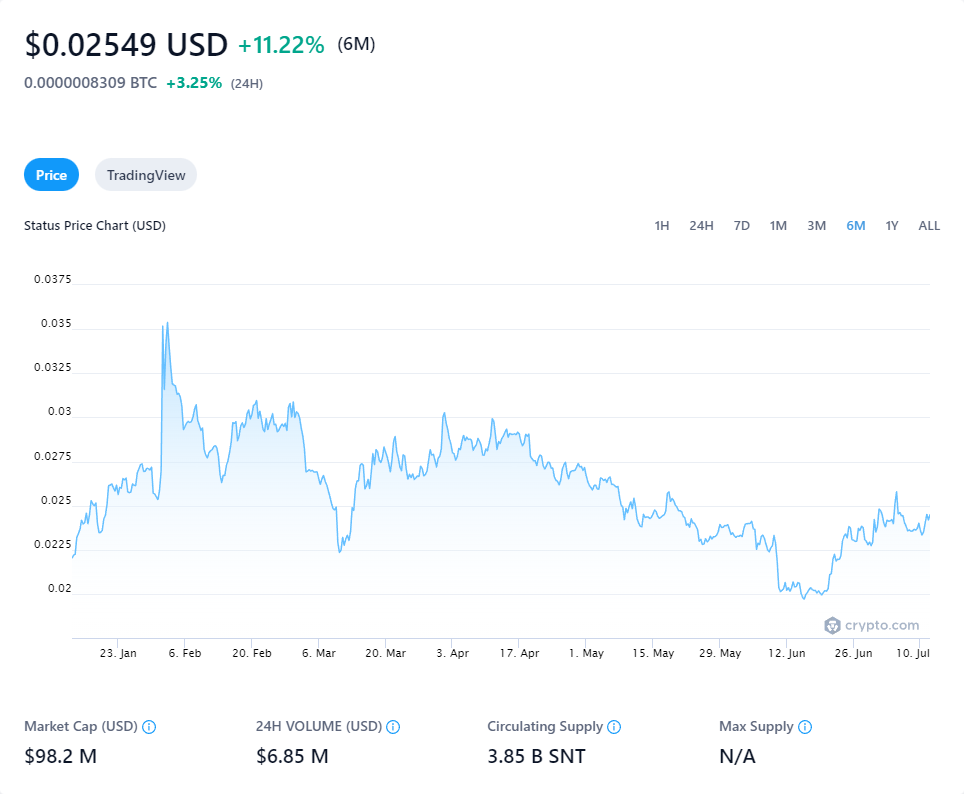 $0.02549 USD +11.22% (6M)
0.0000008309 BTC +3.25% (24H)
Price TradingView
Status Price Chart (USD)
1H 24H 7D 1M 3M 6M 1Y ALL
0.0375
0.035
0.0325
0.03
0.0275
0.025
0.0225
0.02
crypto.com
23. Jan 6. Feb 20. Feb 6. Mar 20. Mar 3. Apr 17. Apr 1. May 15. May 29. May 12. Jun 26. Jun 10. Jul
Market Cap (USD) 24H VOLUME (USD) Circulating Supply Max Supply
$98.2 M $6.85 M 3.85 B SNT N/A